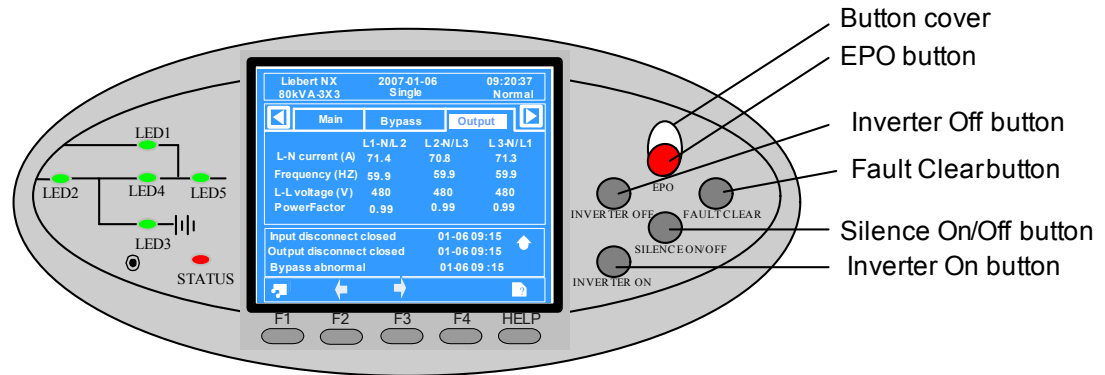 Button cover
EPO button
Inverter Off button
Fault Clearbutton
Silence On/Off button
Inverter On button
LED1
LED2
LED4
LED5
LED3
STATUS
Liebert NX 2007-01-06 09:20:37
80kVA-3X3 Single Normal
Main Bypass Output
L1-N/L2 L2-N/L3 L3-N/L1
L-N current (A) 71.4 70.8 71.3
Frequency (HZ) 59.9 59.9 59.9
L-L voltage (V) 480 480 480
PowerFactor 0.99 0.99 0.99
Input disconnect closed 01-06 09:15
Output disconnect closed 01-06 09:15
Bypass abnormal 01-06 09:15
?
F1 F2 F3 F4 HELP
EPO
INVERTER OFF FAULT CLEAR
SILENCE ON/OFF
INVERTER ON